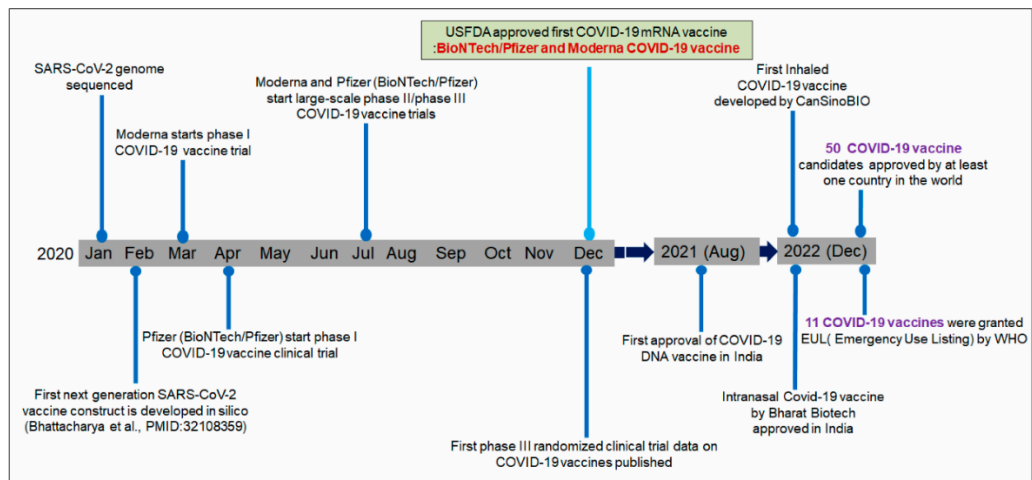 USFDA approved first COVID-19 mRNA vaccine
:BioNTech/Pfizer and Moderna COVID-19 vaccine
SARS-CoV-2 genome
sequenced
Moderna starts phase I
COVID-19 vaccine trial
Moderna and Pfizer (BioNTech/Pfizer)
start large-scale phase II/phase III
COVID-19 vaccine trials
First Inhaled
COVID-19 vaccine
developed by CanSinoBIO
50 COVID-19 vaccine
candidates approved by at least
one country in the world
2020 Jan Feb Mar Apr May Jun Jul Aug Sep Oct Nov Dec 2021 (Aug) 2022 (Dec)
Pfizer (BioNTech/Pfizer) start phase I
COVID-19 vaccine clinical trial
First next generation SARS-CoV-2
vaccine construct is developed in silico
(Bhattacharya et al., PMID:32108359)
First phase III randomized clinical trial data on
COVID-19 vaccines published
First approval of COVID-19
DNA vaccine in India
11 COVID-19 vaccines were granted
EUL( Emergency Use Listing) by WHO
Intranasal Covid-19 vaccine
by Bharat Biotech
approved in India